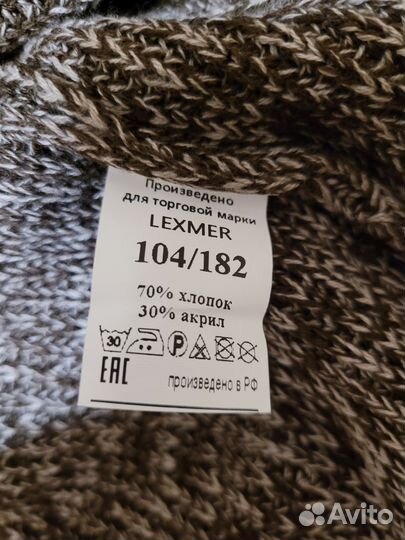 Произведено
для торговой марки
LEXMER
104/182
70% хлопок
30% акрил
30 P
EAC произведено в РФ
Avito